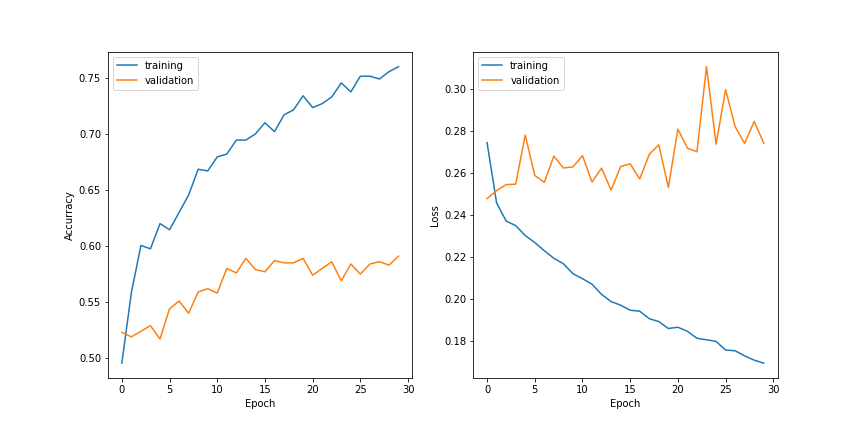 training
validation
0.75
0.70
0.65
0.60
0.55
0.50
Accurracy
0 5 10 15 20 25 30
Epoch
training
validation
0.30
0.28
0.26
0.24
0.22
0.20
0.18
Loss
0 5 10 15 20 25 30
Epoch